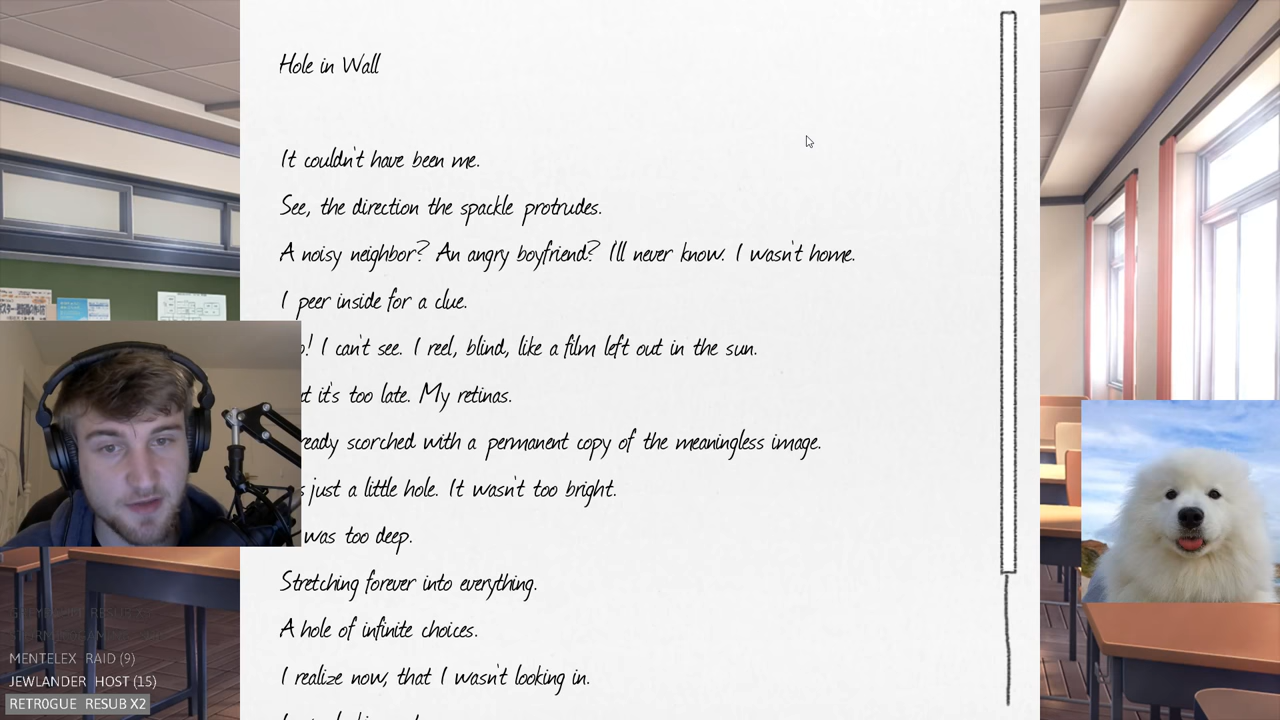 Hole in Wall
It couldn't have been me.
See, the direction the spackle protrudes.
A noisy neighbor? An angry boyfriend? I'll never know. I wasn't home.
I peer inside for a clue.
I can't see. I reel, blind, like a film left out in the sun.
it's too late. My retinas.
scorched with a permanent copy of the meaningless image.
just a little hole. It wasn't too bright.
was too deep.
Stretching forever into everything.
A hole of infinite choices.
I realize now, that I wasn't looking in.
MENTELEX RAID (9)
JEWLANDER HOST (15)
RETR0GUE RESUB X2